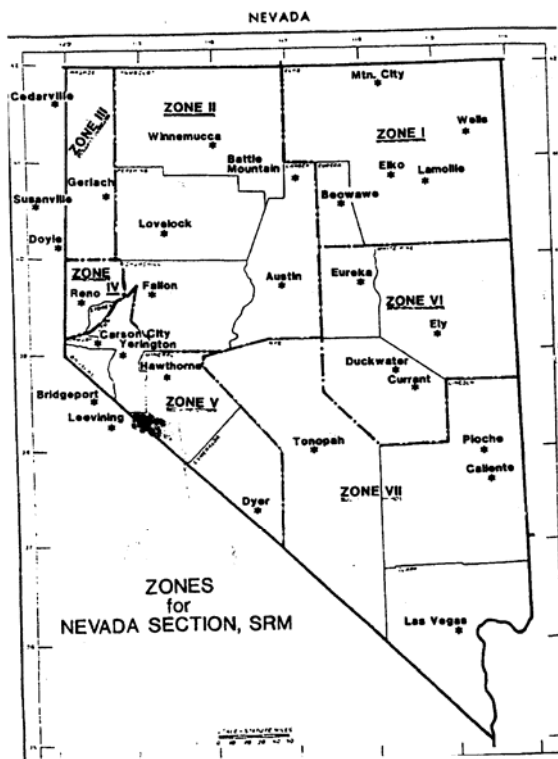 NEVADA
Mtn. City
Cedarville
ZONE II
ZONE III
Wells
ZONE I
Winnemucca
Battle
Mountain
Elko
Lamoille
Gerlach
Beowawe
Susanville
Lovelock
Doyle
ZONE
IV
Reno
Fallon
Austin
Eureka
ZONE VI
Ely
Carson City
Yerington
Hawthorne
Duckwater
Currant
Bridgeport
ZONE V
Leevining
Tonopah
Pioche
Caliente
ZONE VII
Dyer
ZONES
for
NEVADA SECTION, SRM
Las Vegas